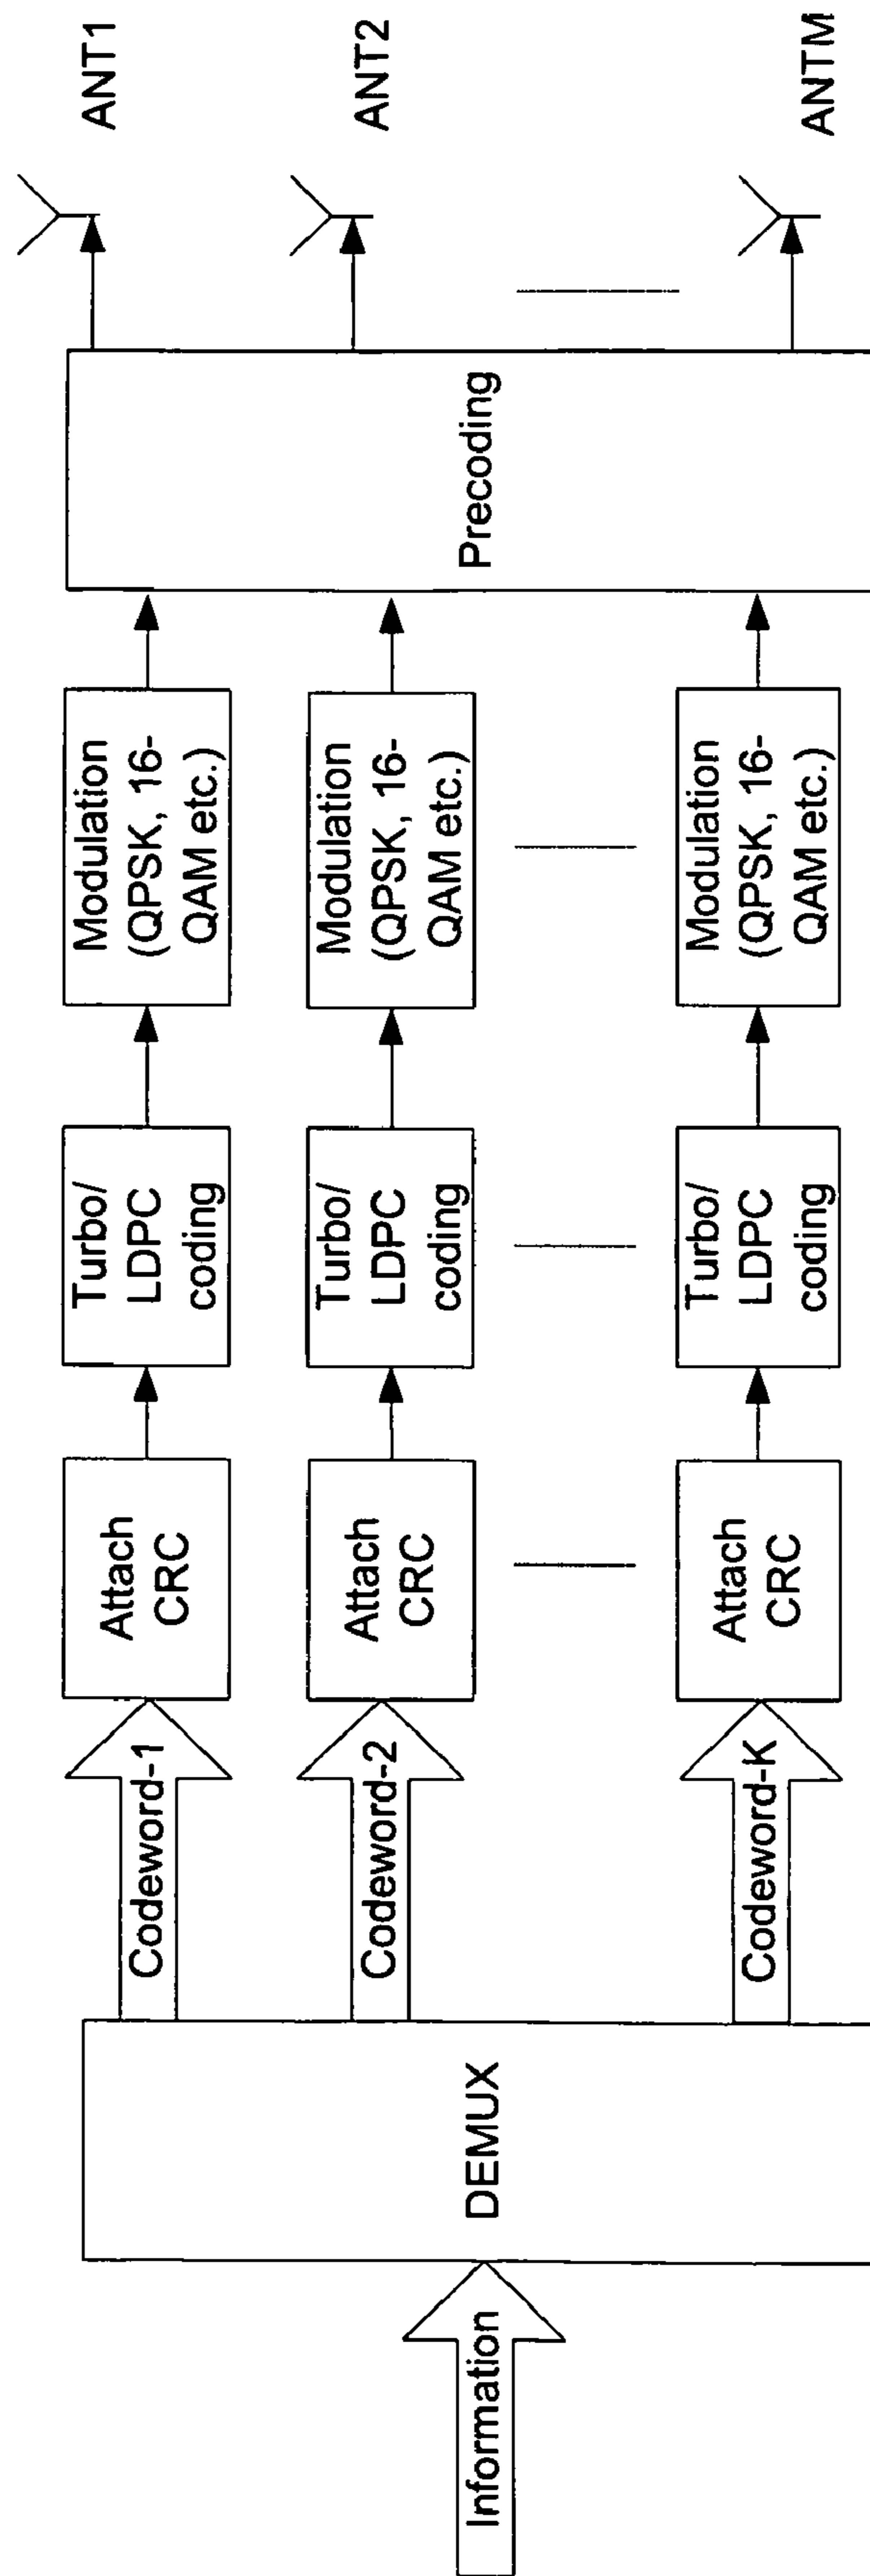 Information
DEMUX
Codeword-1
Codeword-2
Codeword-K
Attach
CRC
Attach
CRC
Attach
CRC
Turbo/
LDPC
coding
Turbo/
LDPC
coding
Turbo/
LDPC
coding
Modulation
(QPSK, 16-
QAM etc.)
Modulation
(QPSK, 16-
QAM etc.)
Modulation
(QPSK, 16-
QAM etc.)
Precoding
ANT1
ANT2
ANTM